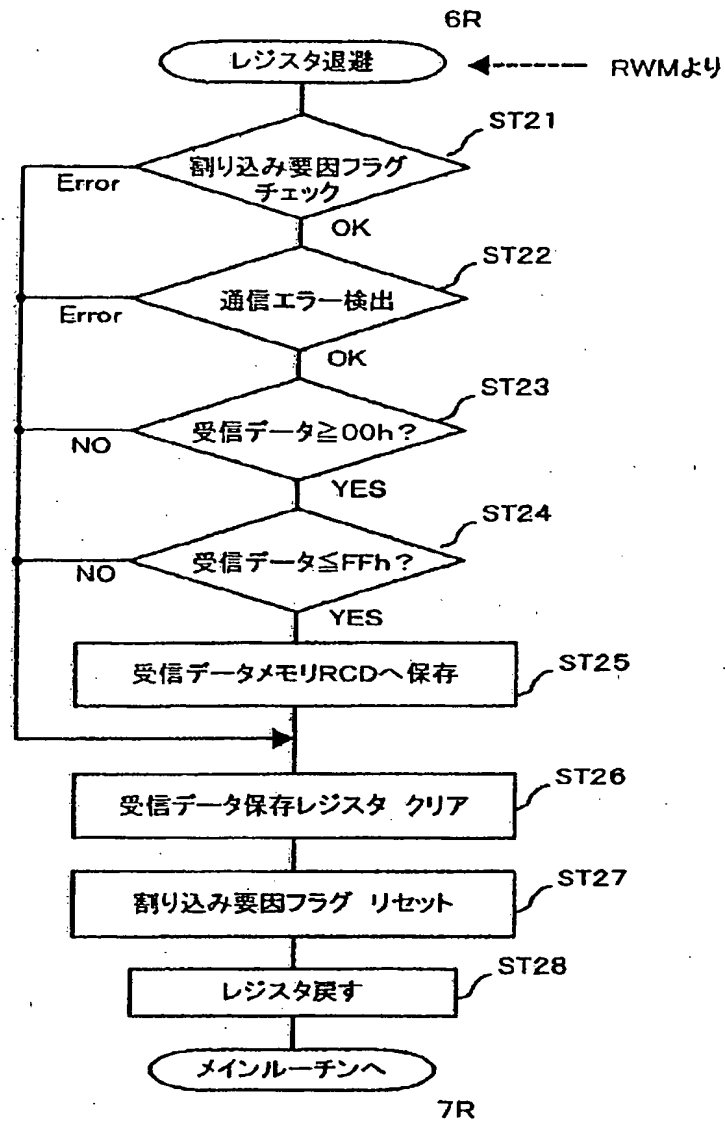 6R
レジスタ退避
RWMより
ST21
割り込み要因フラグ
チェック
Error
OK
ST22
通信エラー検出
Error
OK
ST23
受信データ≧00h?
NO
YES
ST24
受信データ≦FFh?
NO
YES
受信データメモリRCDへ保存
ST25
受信データ保存レジスタ クリア
ST26
割り込み要因フラグ リセット
ST27
レジスタ戻す
ST28
メインルーチンへ
7R